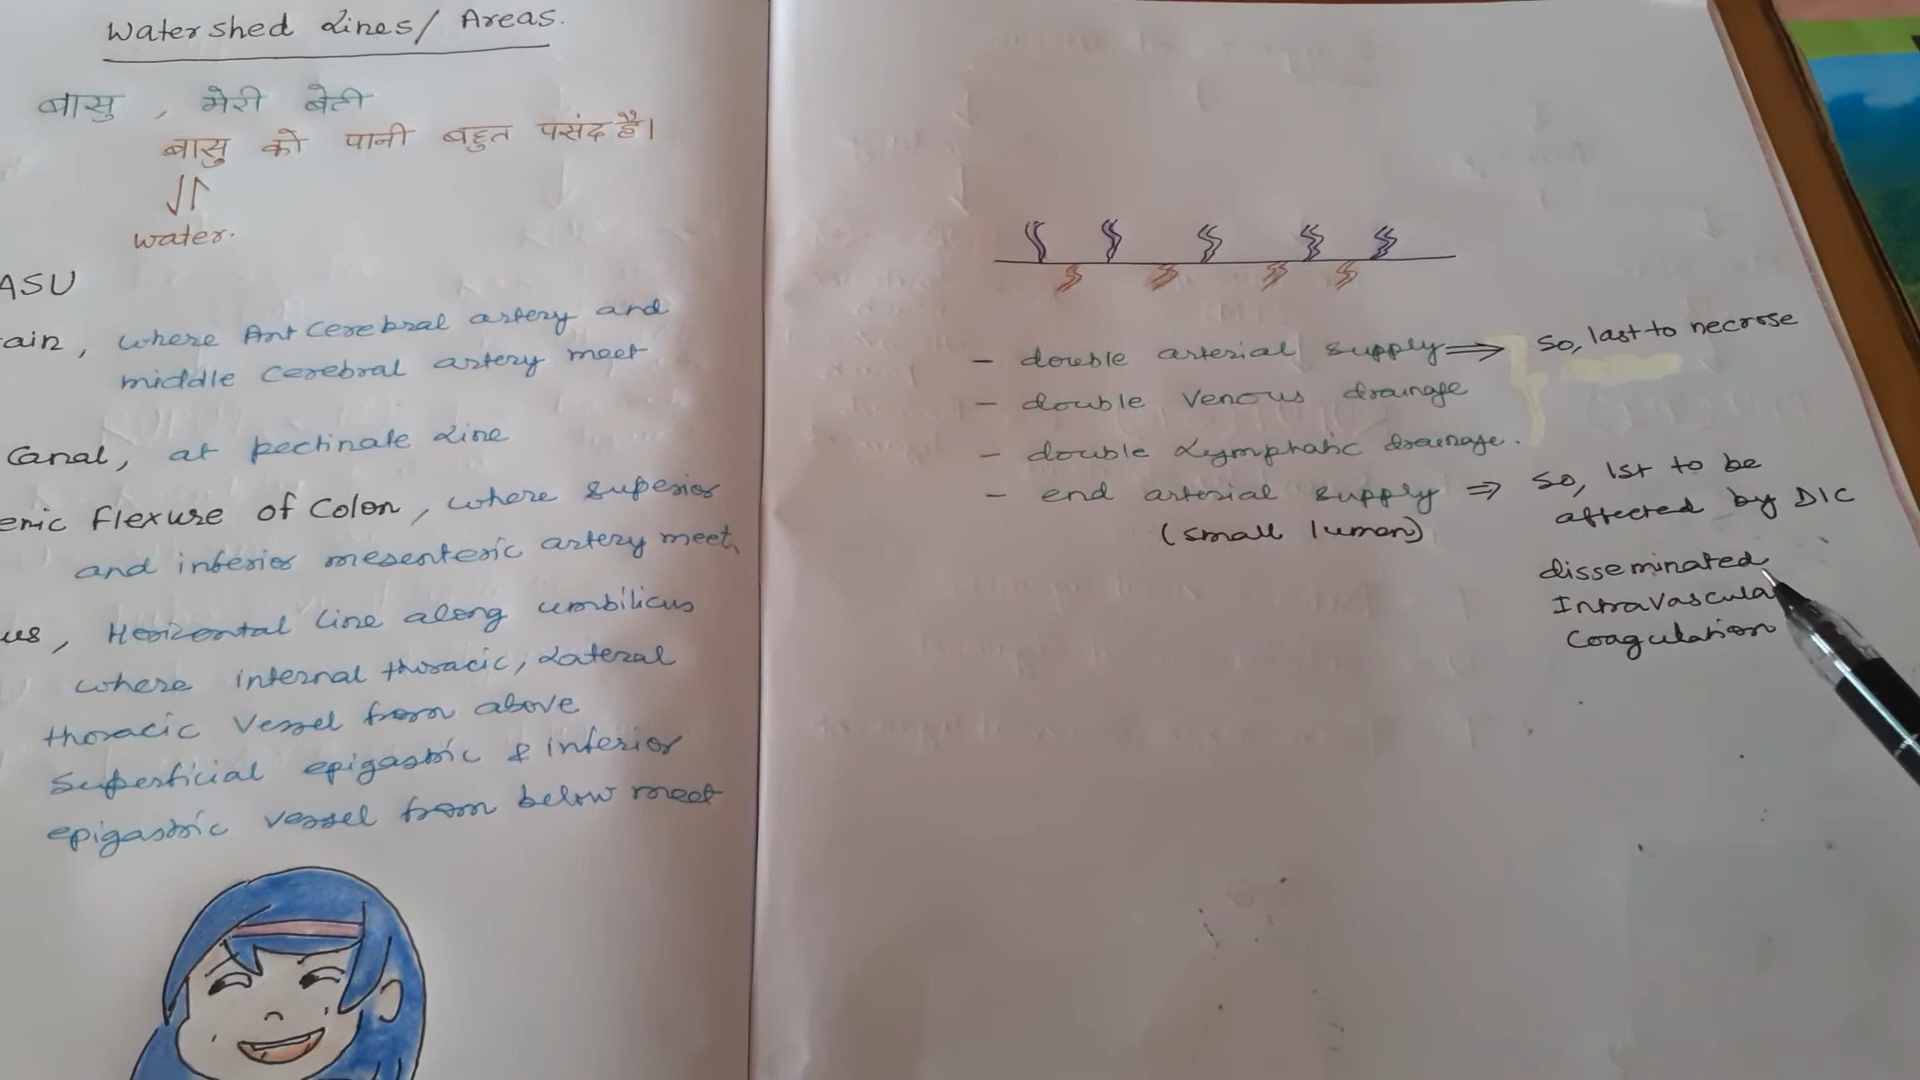 Watershed Lines/ Areas.
बासु , मेरी बेटी
बासु को पानी बहुत पसंद है।
water.
ASU
ain, where Ant cerebral artery and
middle cerebral artery meet
Canal, at pectinate Line
enic Flexure of Colon, where superior
and inferior mesenteric artery meet,
us, Horizontal line along umbilicus
where internal thoracic, Lateral
thoracic Vessel from above
Superficial epigastric & inferior
epigastric vessel from below meet
- double arterial supply ⇒ So, last to necrose
- double Venous drainage
- double Lymphatic drainage.
- end arterial supply ⇒ So, 1st to be
(small lumen) affected by DIC
disseminated
Intravascula
Coagulation